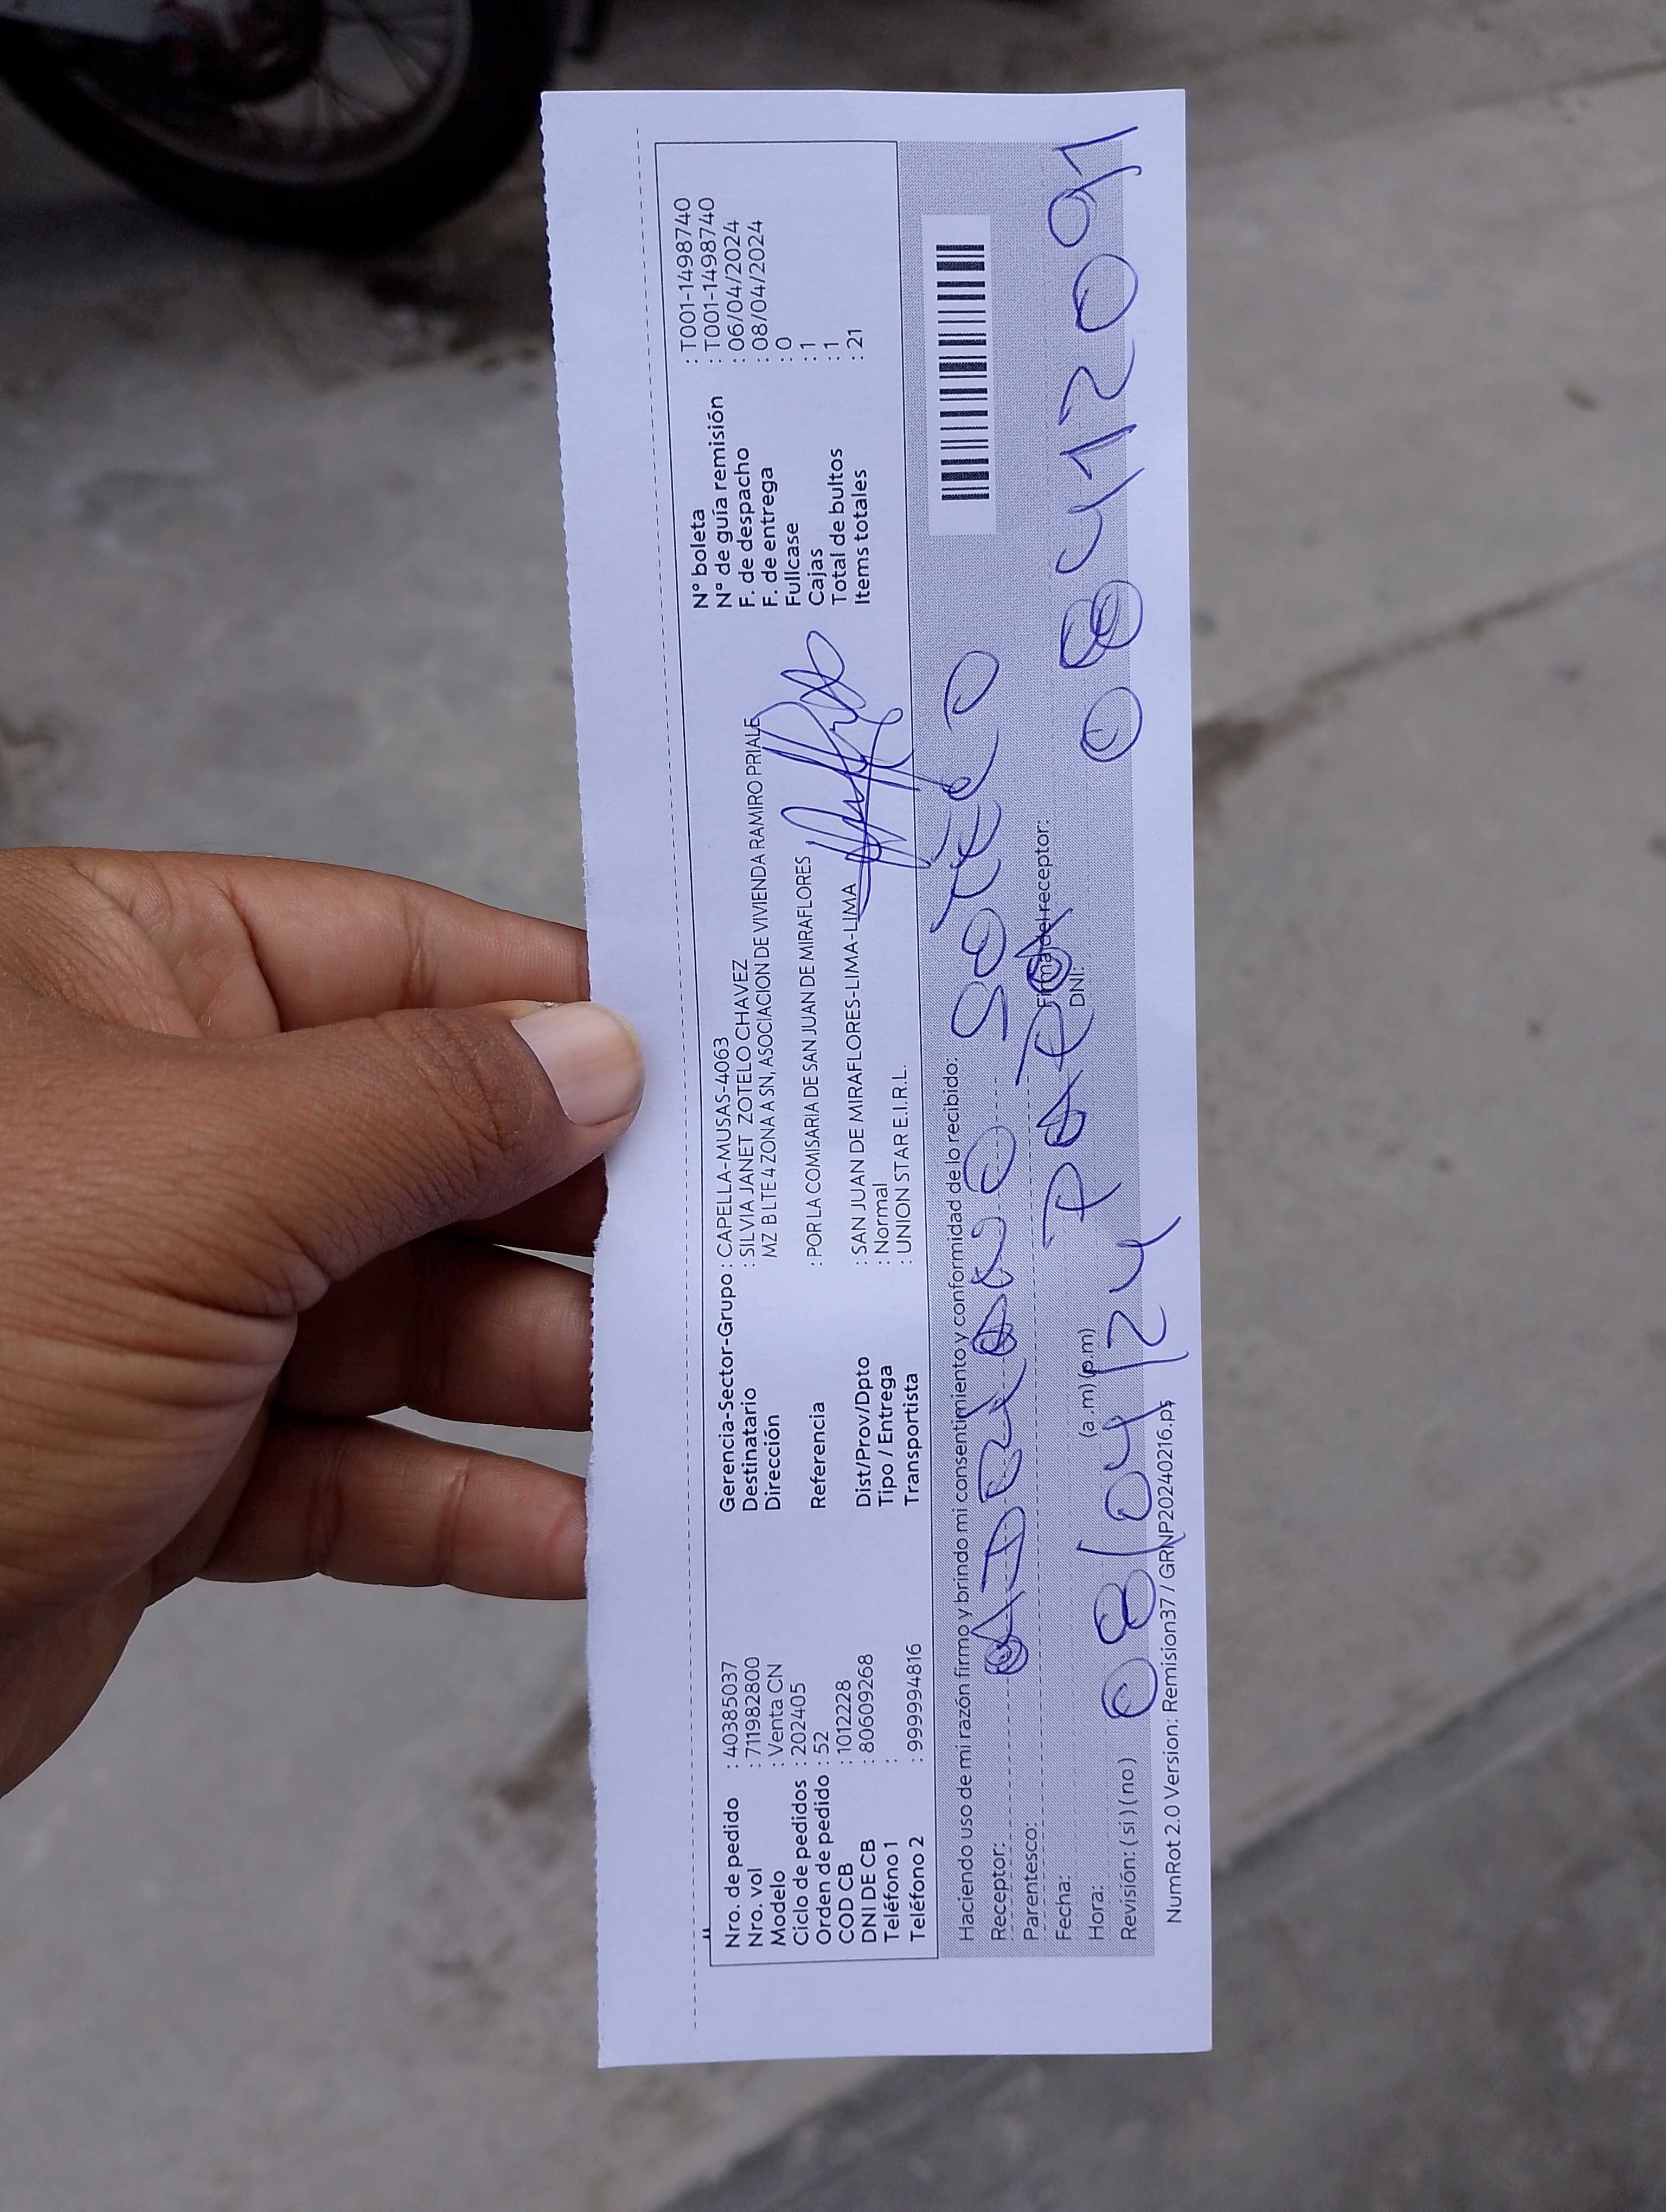 Nro. de pedido : 40385037
Nro. vol : 711982800
Modelo : Venta CN
Ciclo de pedidos : 202405
Orden de pedido : 52
COD CB : 1012228
DNI DE CB : 80609268
Teléfono 1 :
Teléfono 2 : 999994816
Gerencia-Sector-Grupo : CAPELLA-MUSAS-4063
Destinatario : SILVIA JANET ZOTELO CHAVEZ
Dirección MZ B LTE 4 ZONA A SN, ASOCIACION DE VIVIENDA RAMIRO PRIALE
Referencia : POR LA COMISARIA DE SAN JUAN DE MIRAFLORES
Dist/Prov/Dpto : SAN JUAN DE MIRAFLORES-LIMA-LIMA
Tipo / Entrega : Normal
Transportista : UNION STAR E.I.R.L.
N° boleta : T001-1498740
N° de guía remisión : T001-1498740
F. de despacho : 06/04/2024
F. de entrega : 08/04/2024
Fullcase : 0
Cajas : 1
Total de bultos : 1
Items totales : 21
Haciendo uso de mi razón firmo y brindo mi consentimiento y conformidad de lo recibido:
Receptor: SOTELO
Parentesco:
Fecha: Firma del receptor:
Hora: (a .m) (p.m) DNI: 08412091
08/04/24
Revisión: ( si ) ( no )
NumRot 2.0 Version: Remision37 / GRNP20240216.ps